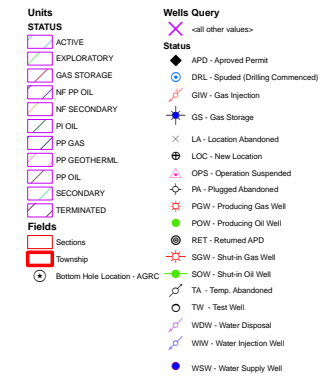 Units
STATUS
ACTIVE
EXPLORATORY
GAS STORAGE
NF PP OIL
NF SECONDARY
PI OIL
PP GAS
PP GEOTHERML
PP OIL
SECONDARY
TERMINATED
Fields
Sections
Township
Bottom Hole Location - AGRC
Wells Query
<all other values>
Status
APD - Aproved Permit
DRL - Spuded (Drilling Commenced)
GIW - Gas Injection
GS - Gas Storage
LA - Location Abandoned
LOC - New Location
OPS - Operation Suspended
PA - Plugged Abandoned
PGW - Producing Gas Well
POW - Producing Oil Well
RET - Returned APD
SGW - Shut-in Gas Well
SOW - Shut-in Oil Well
TA - Temp. Abandoned
TW - Test Well
WDW - Water Disposal
WIW - Water Injection Well
WSW - Water Supply Well